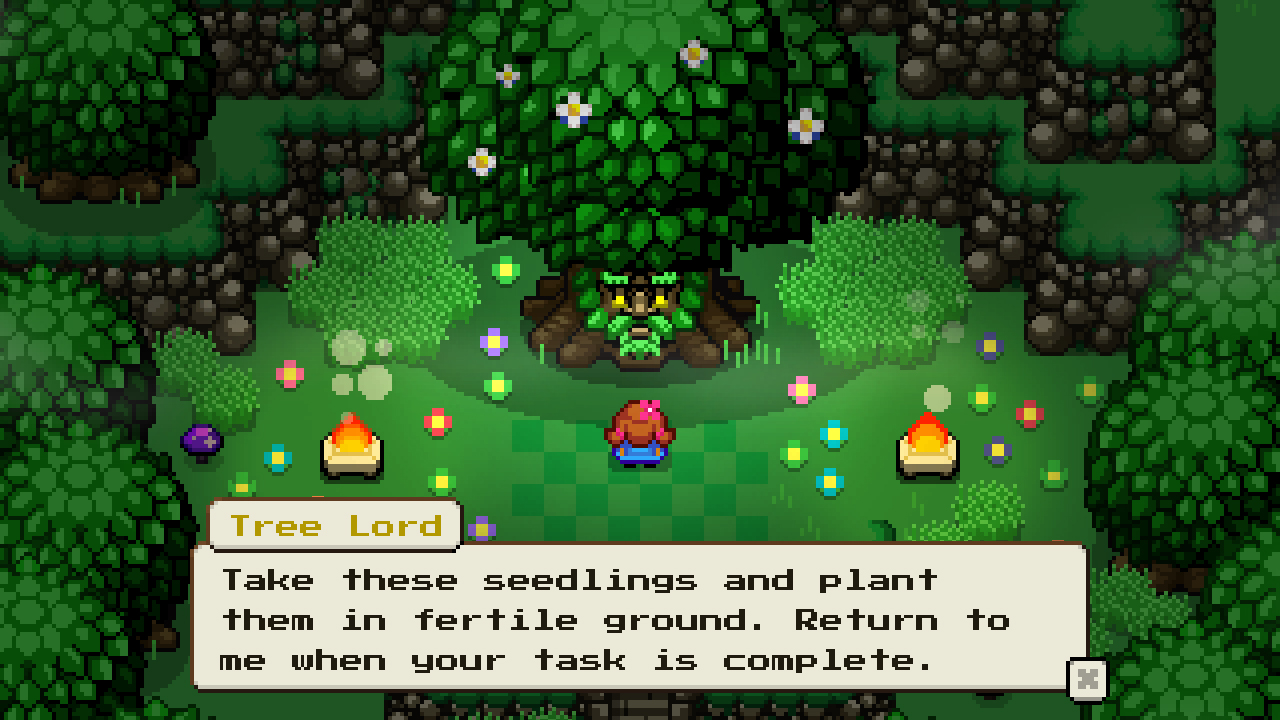 Tree Lord
Take these seedlings and plant
them in fertile ground. Return to
me when your task is complete.